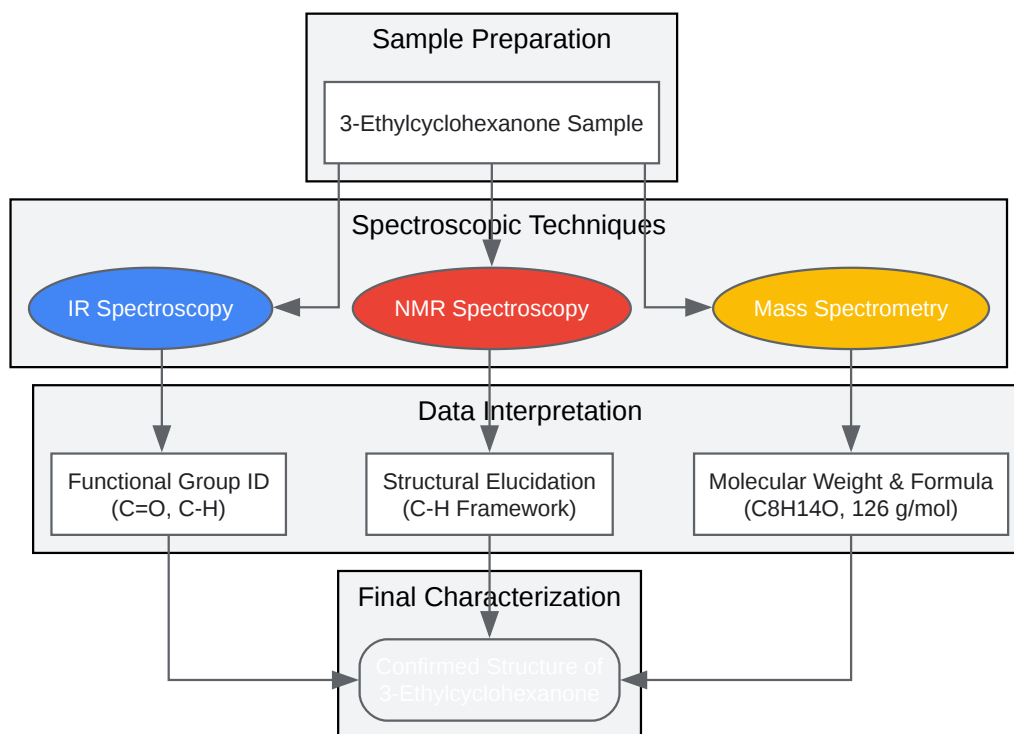 Sample Preparation
3-Ethylcyclohexanone Sample
Spectroscopic Techniques
IR Spectroscopy
NMR Spectroscopy
Mass Spectrometry
Data Interpretation
Functional Group ID
(C=O, C-H)
Structural Elucidation
(C-H Framework)
Molecular Weight & Formula
(C8H14O, 126 g/mol)
Final Characterization
Confirmed Structure of
3-Ethylcyclohexanone